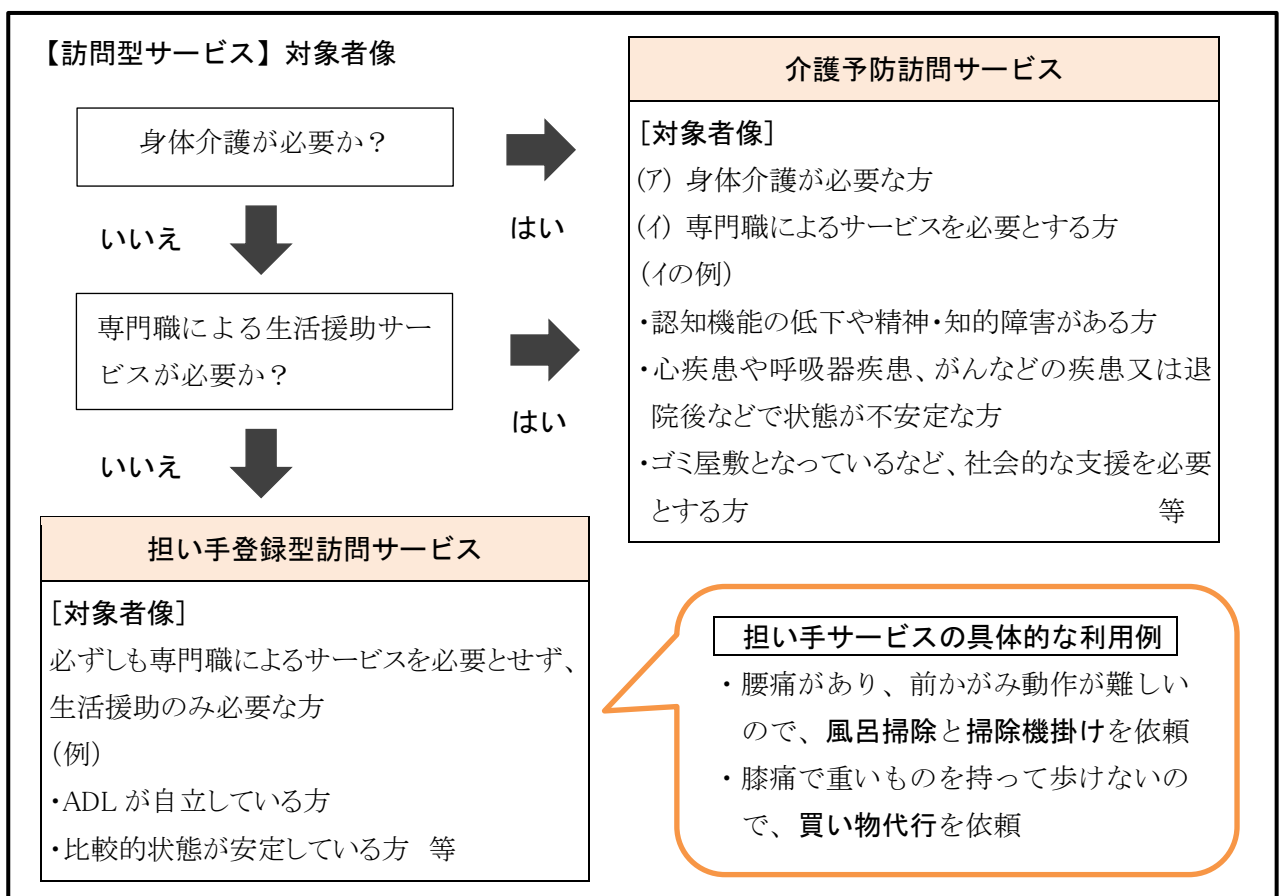 【訪問型サービス】対象者像
身体介護が必要か？
はい
いいえ
専門職による生活援助サー
ビスが必要か？
はい
いいえ
介護予防訪問サービス
[対象者像]
(ア) 身体介護が必要な方
(イ) 専門職によるサービスを必要とする方
(イの例)
・認知機能の低下や精神・知的障害がある方
・心疾患や呼吸器疾患、がんなどの疾患又は退
院後などで状態が不安定な方
・ゴミ屋敷となっているなど、社会的な支援を必要
とする方 等
担い手登録型訪問サービス
[対象者像]
必ずしも専門職によるサービスを必要とせず、
生活援助のみ必要な方
(例)
・ADL が自立している方
・比較的状態が安定している方 等
担い手サービスの具体的な利用例
・腰痛があり、前かがみ動作が難しい
ので、風呂掃除と掃除機掛けを依頼
・膝痛で重いものを持って歩けないの
で、買い物代行を依頼